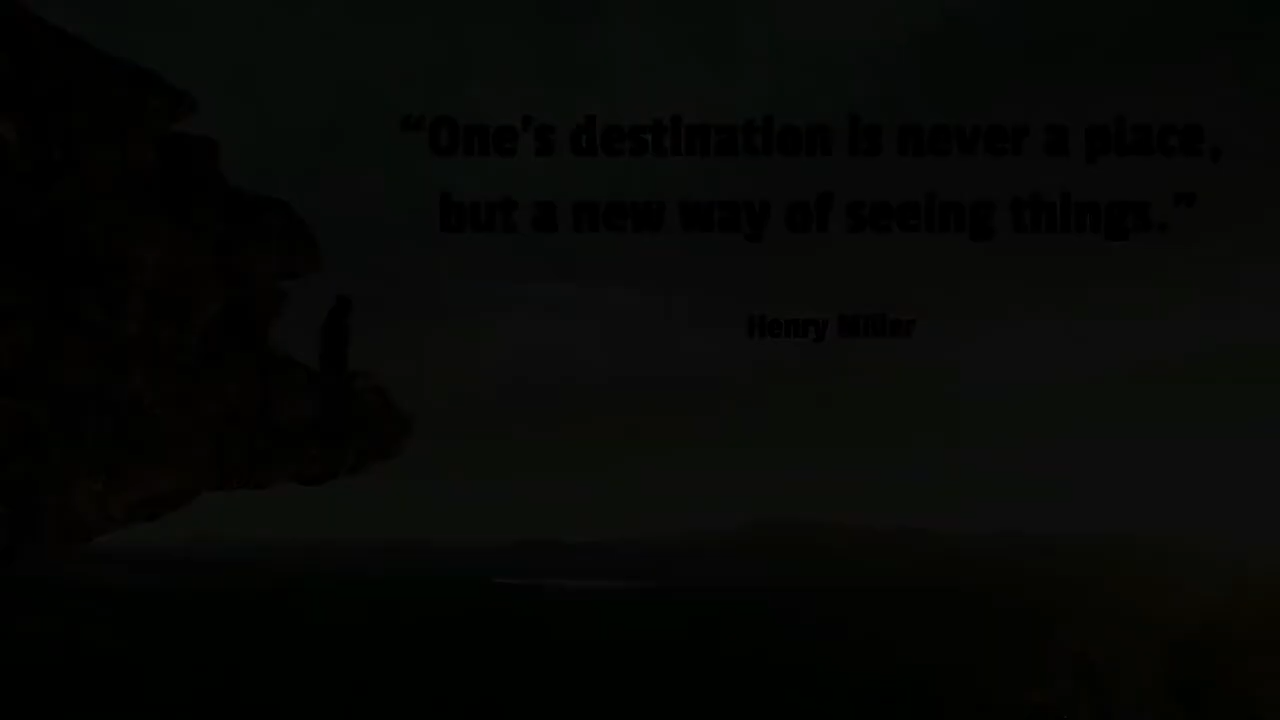 “One’s destination is never a place,
but a new way of seeing things.”
Henry Miller